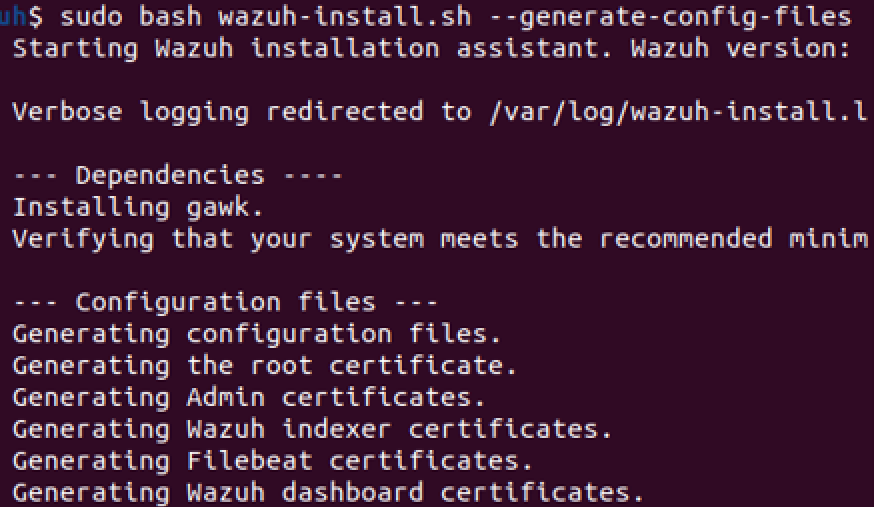 uh$ sudo bash wazuh-install.sh --generate-config-files
Starting Wazuh installation assistant. Wazuh version:
Verbose logging redirected to /var/log/wazuh-install.l
--- Dependencies ----
Installing gawk.
Verifying that your system meets the recommended minim
--- Configuration files ---
Generating configuration files.
Generating the root certificate.
Generating Admin certificates.
Generating Wazuh indexer certificates.
Generating Filebeat certificates.
Generating Wazuh dashboard certificates.